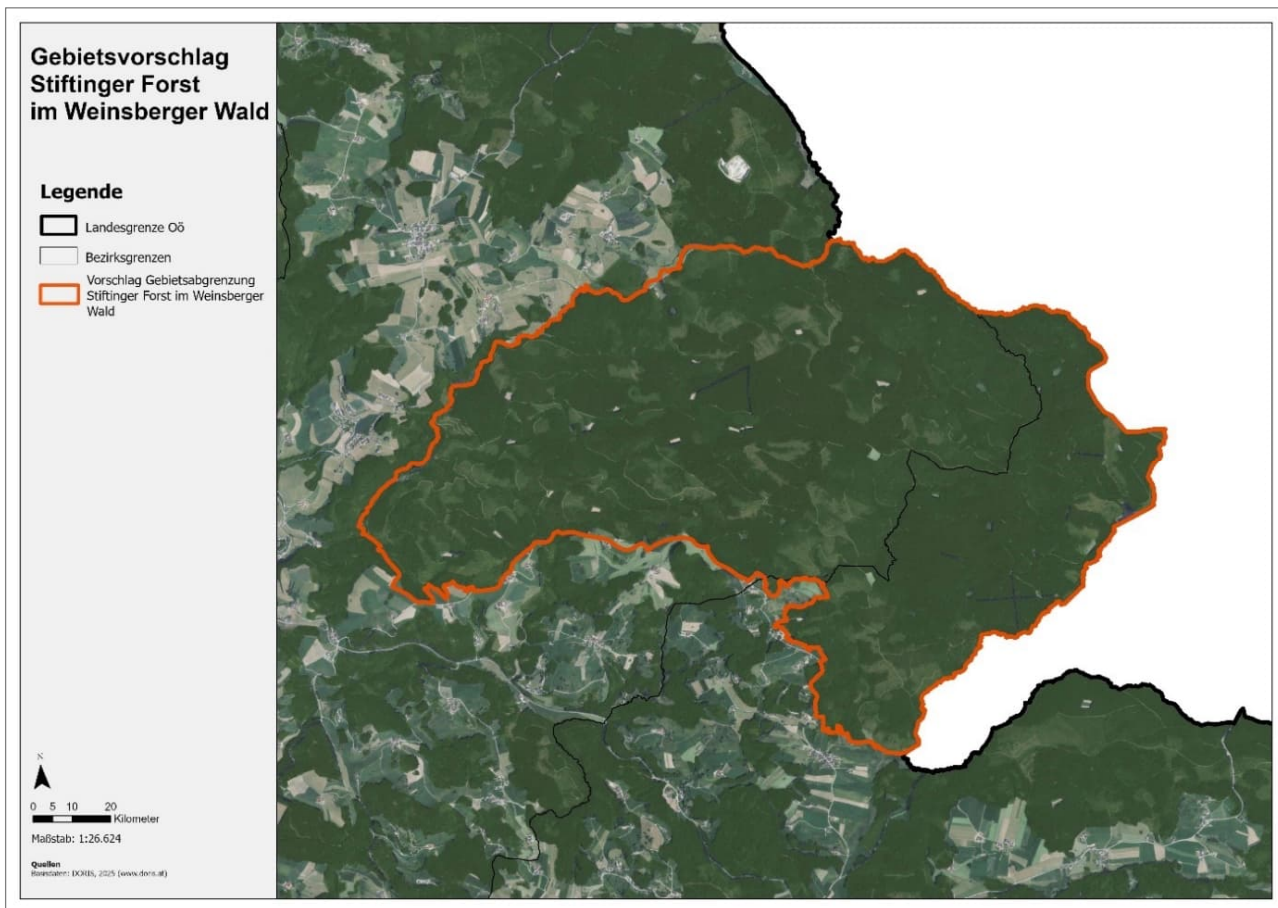 Gebietsvorschlag
Stiftinger Forst
im Weinsberger Wald
Legende
Landesgrenze Oö
Bezirksgrenzen
Vorschlag Gebietsabgrenzung
Stiftinger Forst im Weinsberger
Wald
N
0 5 10 20
Kilometer
Maßstab: 1:26.624
Quellen
Basisdaten: DORIS, 2025 (www.doris.at)